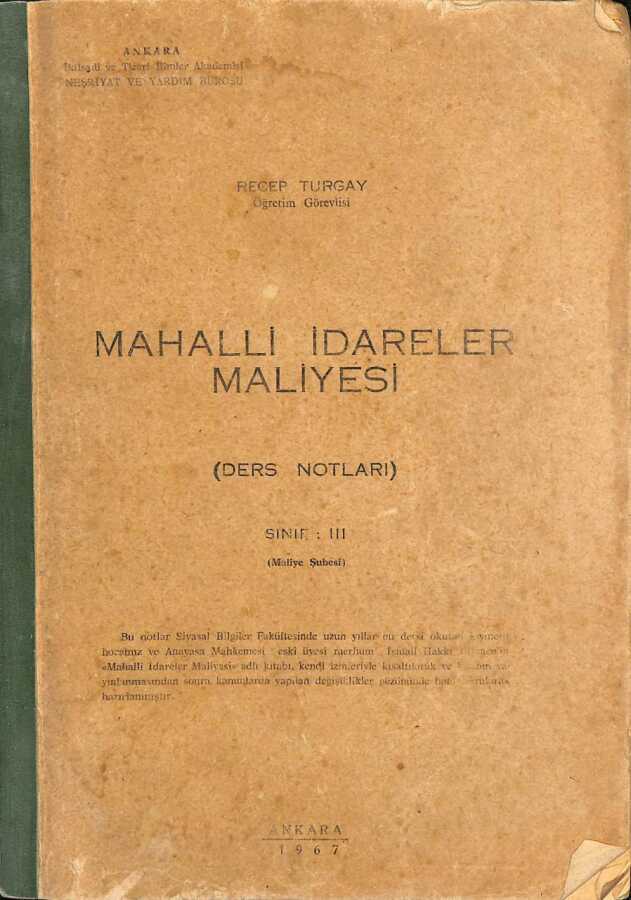 ANKARA
İktisadi ve Ticari İlimler Akademisi
NEŞRİYAT VE YARDIM BÜROSU
RECEP TURGAY
Öğretim Görevlisi
MAHALLİ İDARELER
MALİYESİ
(DERS NOTLARI)
SINIF : III
(Maliye Şubesi)
Bu notlar Siyasal Bilgiler Fakültesinde uzun yıllar bu dersi okutan
hocamız ve Anayasa Mahkemesi eski üyesi merhum İsmail Hakkı
«Mahalli İdareler Maliyesi» adlı kitabı, kendi izinleriyle kısaltılarak ve
yınlanmasından sonra kanunlarda yapılan değişiklikler gözönünde
hazırlanmıştır.
ANKARA
1967